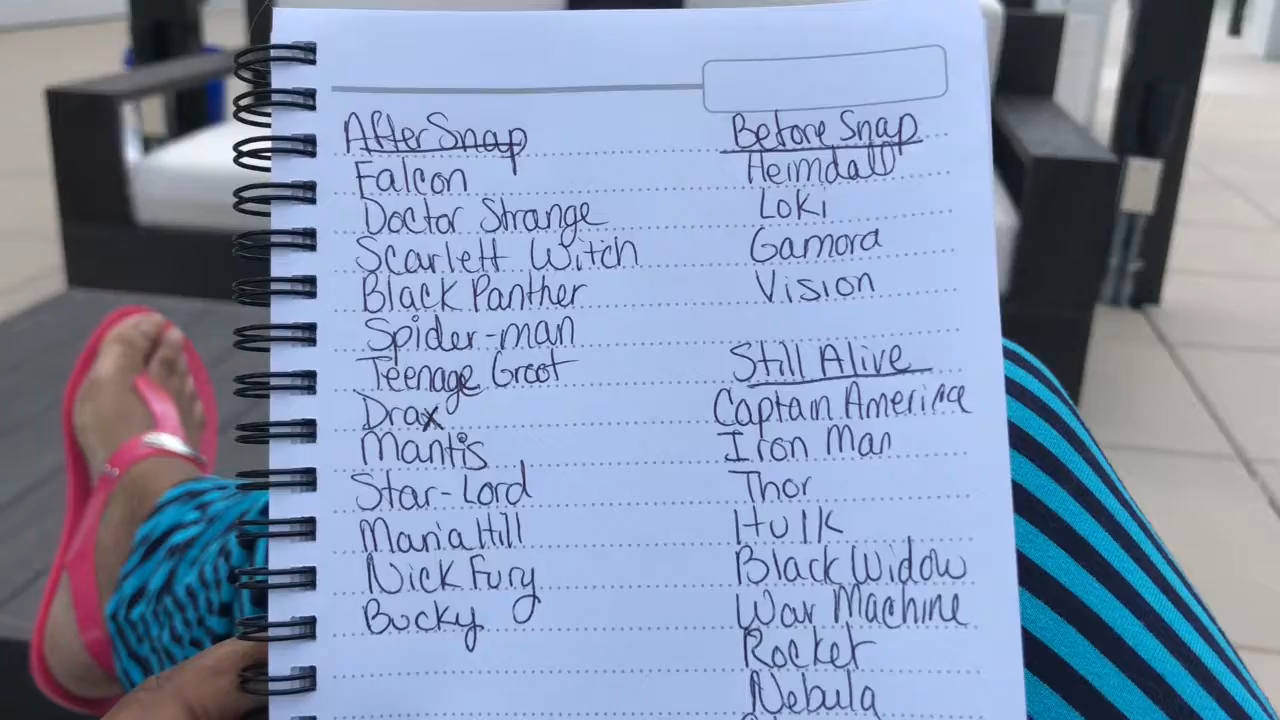 After Snap
Falcon
Doctor Strange
Scarlett Witch
Black Panther
Spider-man
Teenage Groot
Drax
Mantis
Star-Lord
Maria Hill
Nick Fury
Bucky
Before Snap
Heimdall
Loki
Gamora
Vision
Still Alive
Captain America
Iron Man
Thor
Hulk
Black Widow
War Machine
Rocket
Nebula